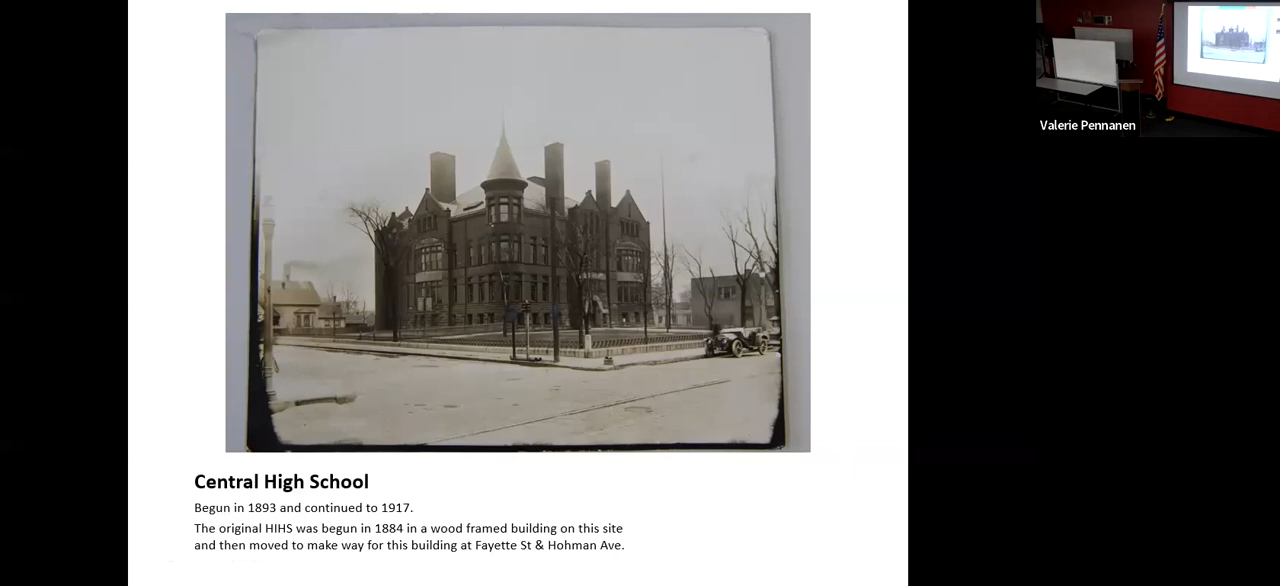 Valerie Pennanen
Central High School
Begun in 1893 and continued to 1917.
The original HIHS was begun in 1884 in a wood framed building on this site
and then moved to make way for this building at Fayette St & Hohman Ave.